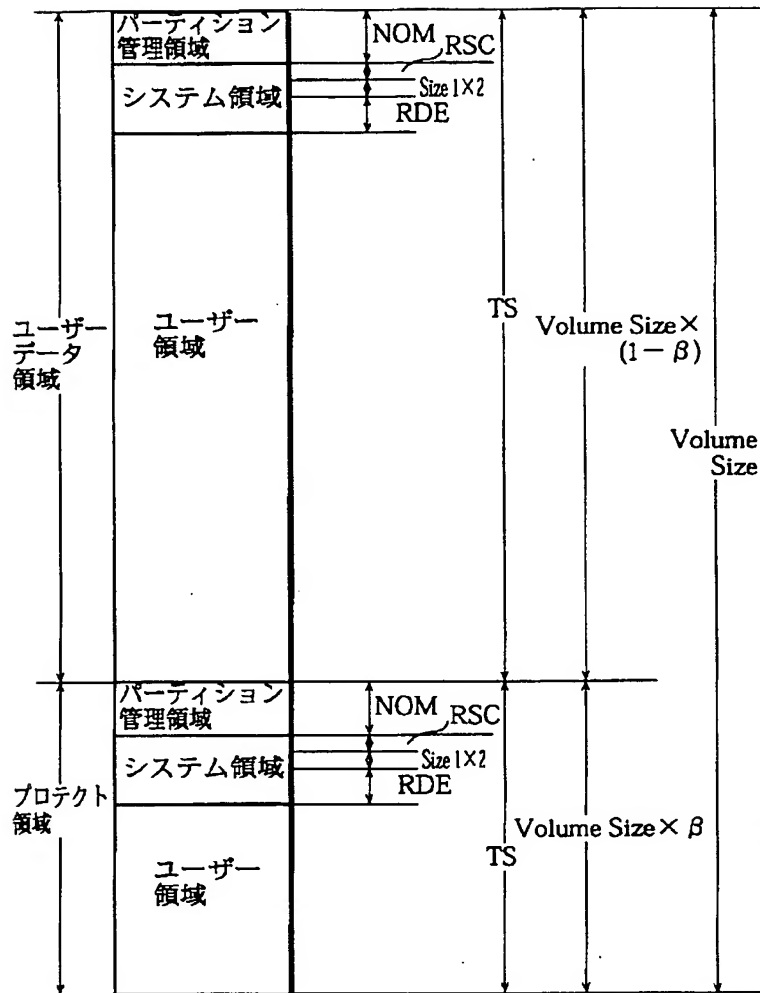 パーティション
管理領域
NOM
RSC
システム領域
Size 1×2
RDE
ユーザー
データ
領域
ユーザー
領域
TS
Volume Size×
(1－β)
Volume
Size
パーティション
管理領域
NOM
RSC
システム領域
Size 1×2
RDE
プロテクト
領域
ユーザー
領域
TS
Volume Size×β